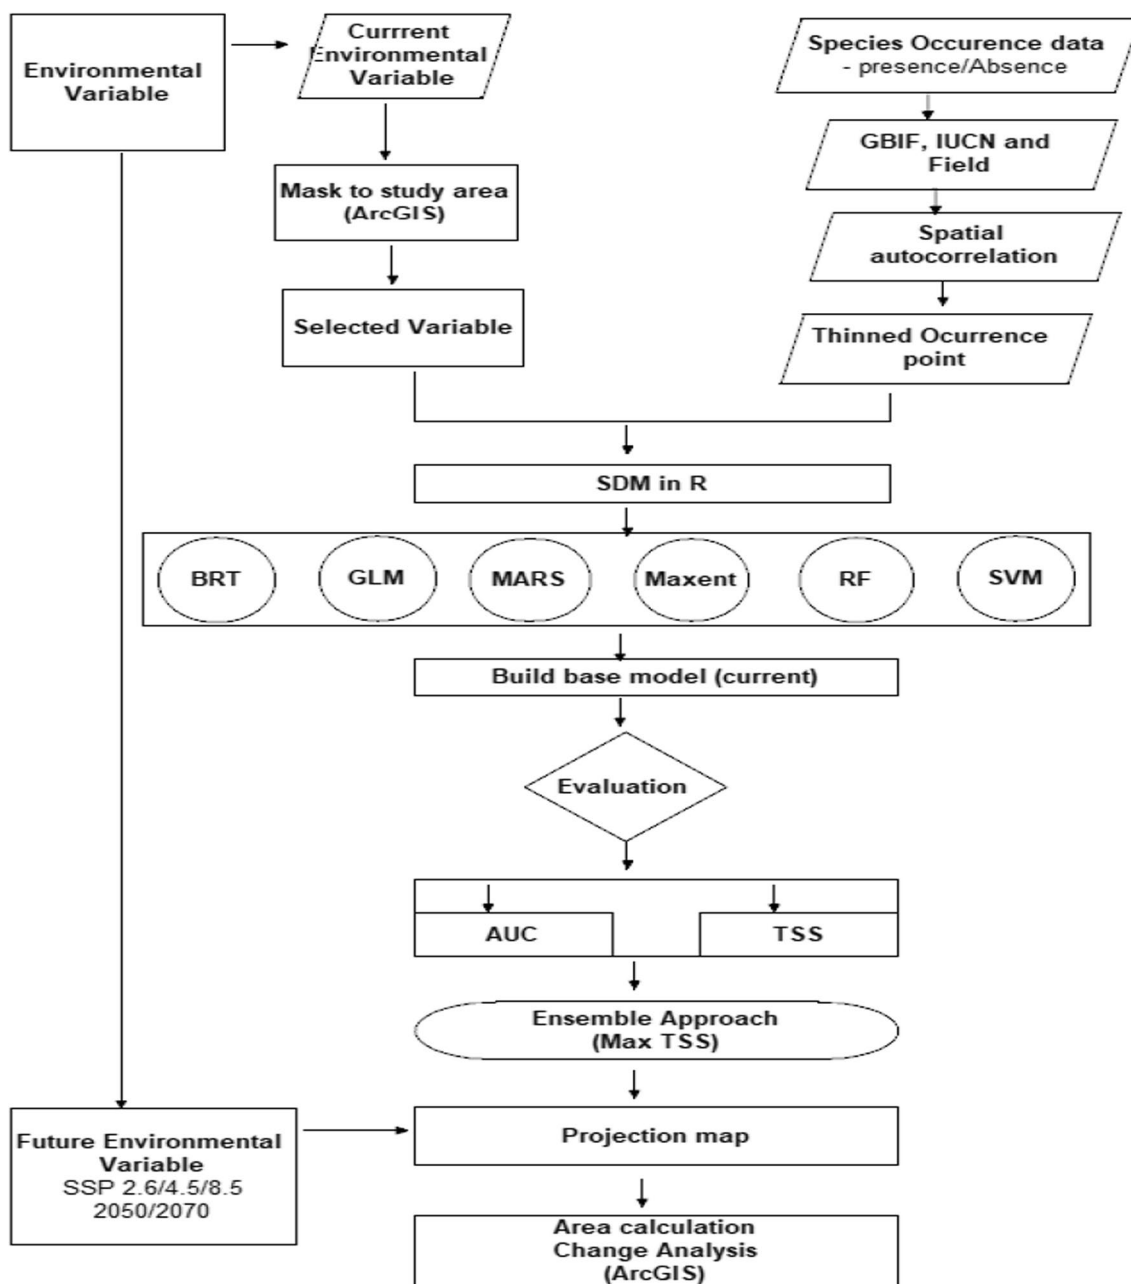 Environmental
Variable
Currrent
Environmental
Variable
Mask to study area
(ArcGIS)
Selected Variable
Species Occurence data
- presence/Absence
GBIF, IUCN and
Field
Spatial
autocorrelation
Thinned Ocurrence
point
SDM in R
BRT
GLM
MARS
Maxent
RF
SVM
Build base model (current)
Evaluation
AUC
TSS
Ensemble Approach
(Max TSS)
Future Environmental
Variable
SSP 2.6/4.5/8.5
2050/2070
Projection map
Area calculation
Change Analysis
(ArcGIS)